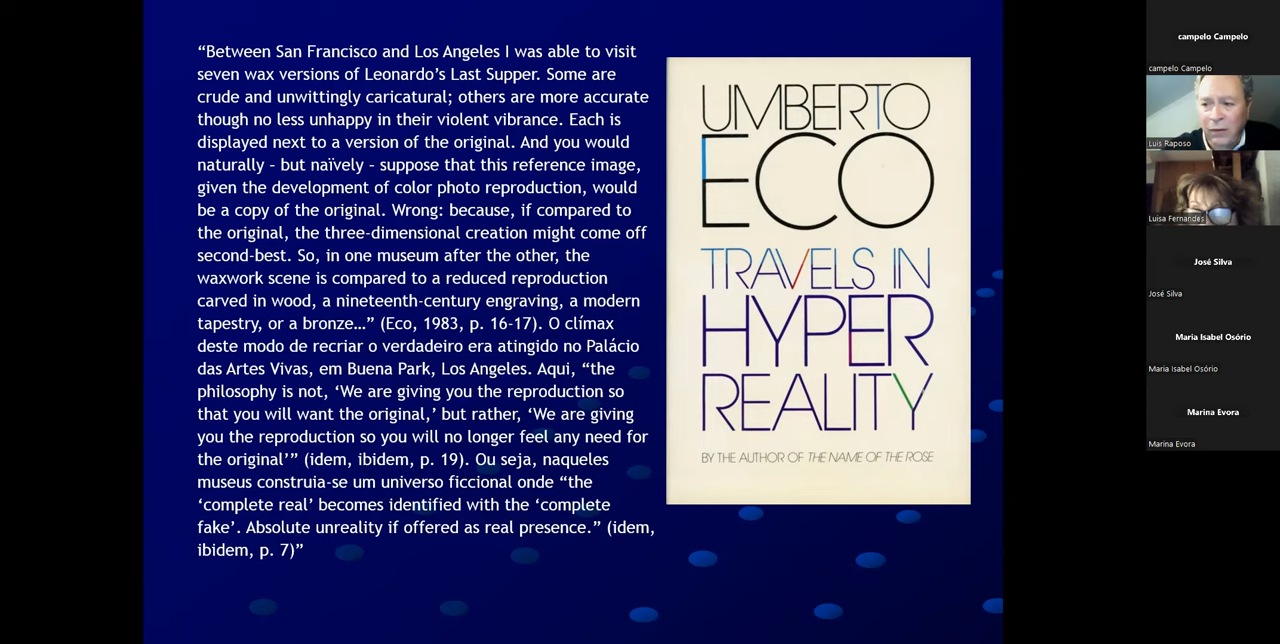 “Between San Francisco and Los Angeles I was able to visit
seven wax versions of Leonardo’s Last Supper. Some are
crude and unwittingly caricatural; others are more accurate
though no less unhappy in their violent vibrance. Each is
displayed next to a version of the original. And you would
naturally – but naïvely – suppose that this reference image,
given the development of color photo reproduction, would
be a copy of the original. Wrong: because, if compared to
the original, the three-dimensional creation might come off
second-best. So, in one museum after the other, the
waxwork scene is compared to a reduced reproduction
carved in wood, a nineteenth-century engraving, a modern
tapestry, or a bronze…” (Eco, 1983, p. 16-17). O clímax
deste modo de recriar o verdadeiro era atingido no Palácio
das Artes Vivas, em Buena Park, Los Angeles. Aqui, “the
philosophy is not, ‘We are giving you the reproduction so
that you will want the original,’ but rather, ‘We are giving
you the reproduction so you will no longer feel any need for
the original’” (idem, ibidem, p. 19). Ou seja, naqueles
museus construia-se um universo ficcional onde “the
‘complete real’ becomes identified with the ‘complete
fake’. Absolute unreality if offered as real presence.” (idem,
ibidem, p. 7)”
UMBERTO
ECO
TRAVELS IN
HYPER
REALITY
BY THE AUTHOR OF THE NAME OF THE ROSE
campelo Campelo
campelo Campelo
Luis Raposo
Luisa Fernandes
José Silva
José Silva
Maria Isabel Osório
Maria Isabel Osório
Marina Evora
Marina Evora